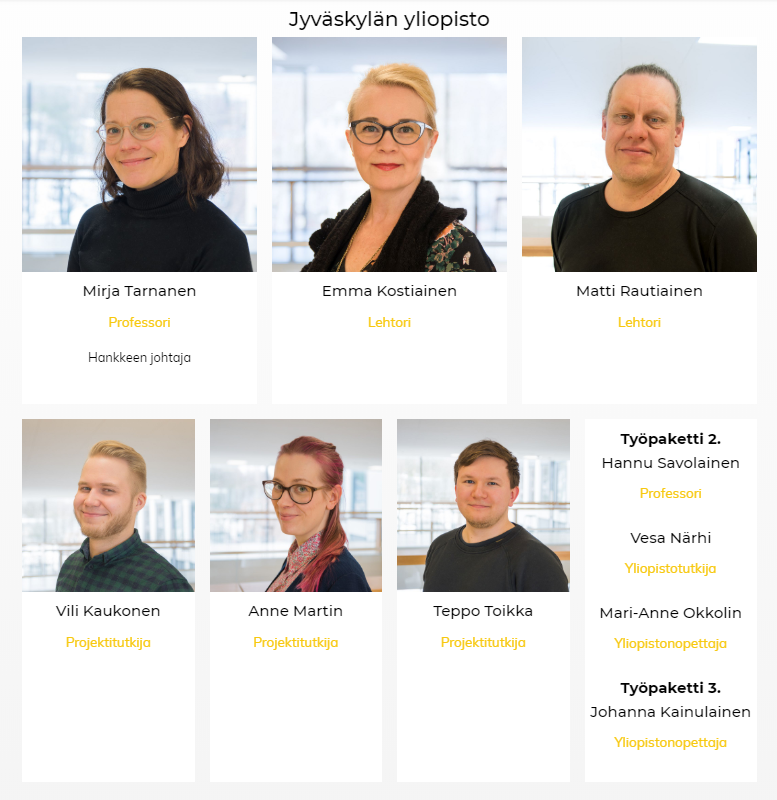 Jyväskylän yliopisto
Mirja Tarnanen
Professori
Hankkeen johtaja
Emma Kostiainen
Lehtori
Matti Rautiainen
Lehtori
Vili Kaukonen
Projektitutkija
Anne Martin
Projektitutkija
Teppo Toikka
Projektitutkija
Työpaketti 2.
Hannu Savolainen
Professori
Vesa Närhi
Yliopistotutkija
Mari-Anne Okkolin
Yliopistonopettaja
Työpaketti 3.
Johanna Kainulainen
Yliopistonopettaja